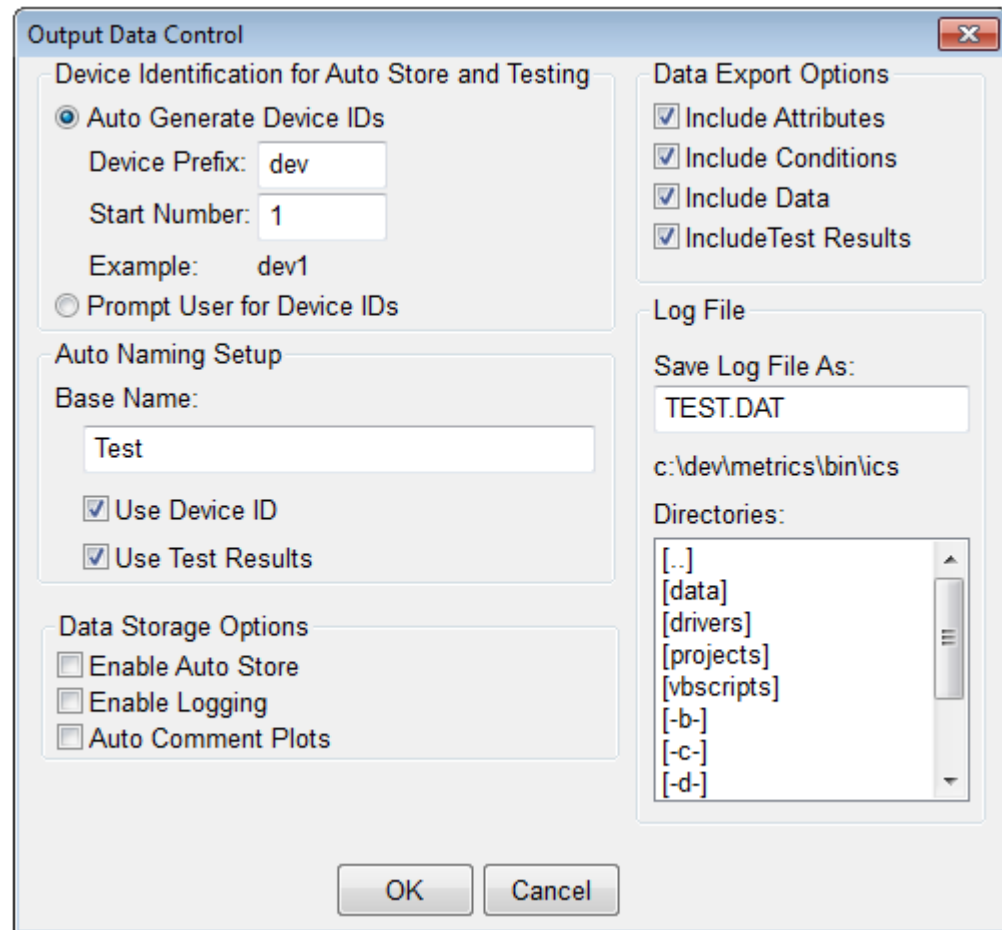 Output Data Control
Device Identification for Auto Store and Testing
Auto Generate Device IDs
Device Prefix: dev
Start Number: 1
Example: dev1
Prompt User for Device IDs
Auto Naming Setup
Base Name:
Test
Use Device ID
Use Test Results
Data Storage Options
Enable Auto Store
Enable Logging
Auto Comment Plots
Data Export Options
Include Attributes
Include Conditions
Include Data
IncludeTest Results
Log File
Save Log File As:
TEST.DAT
c:\dev\metrics\bin\ics
Directories:
[..]
[data]
[drivers]
[projects]
[vbscripts]
[-b-]
[-c-]
[-d-]
OK
Cancel